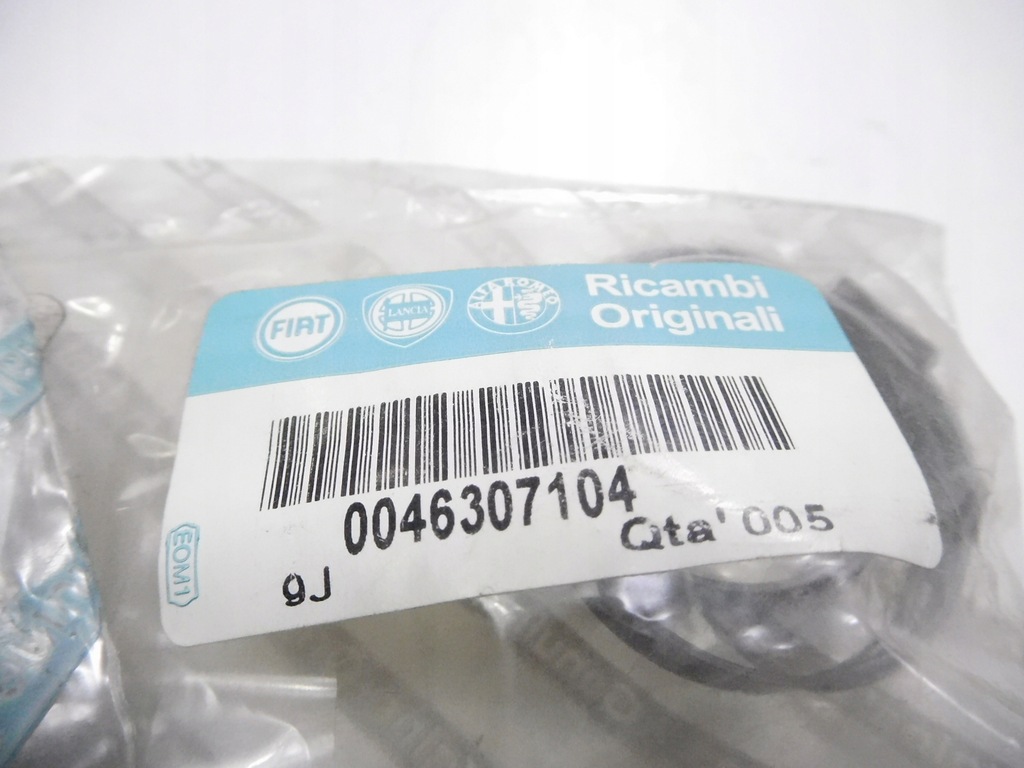 FIAT
LANCIA
ALFA ROMEO
Ricambi
Originali
0046307104
Qta' 005
9J
EOM1